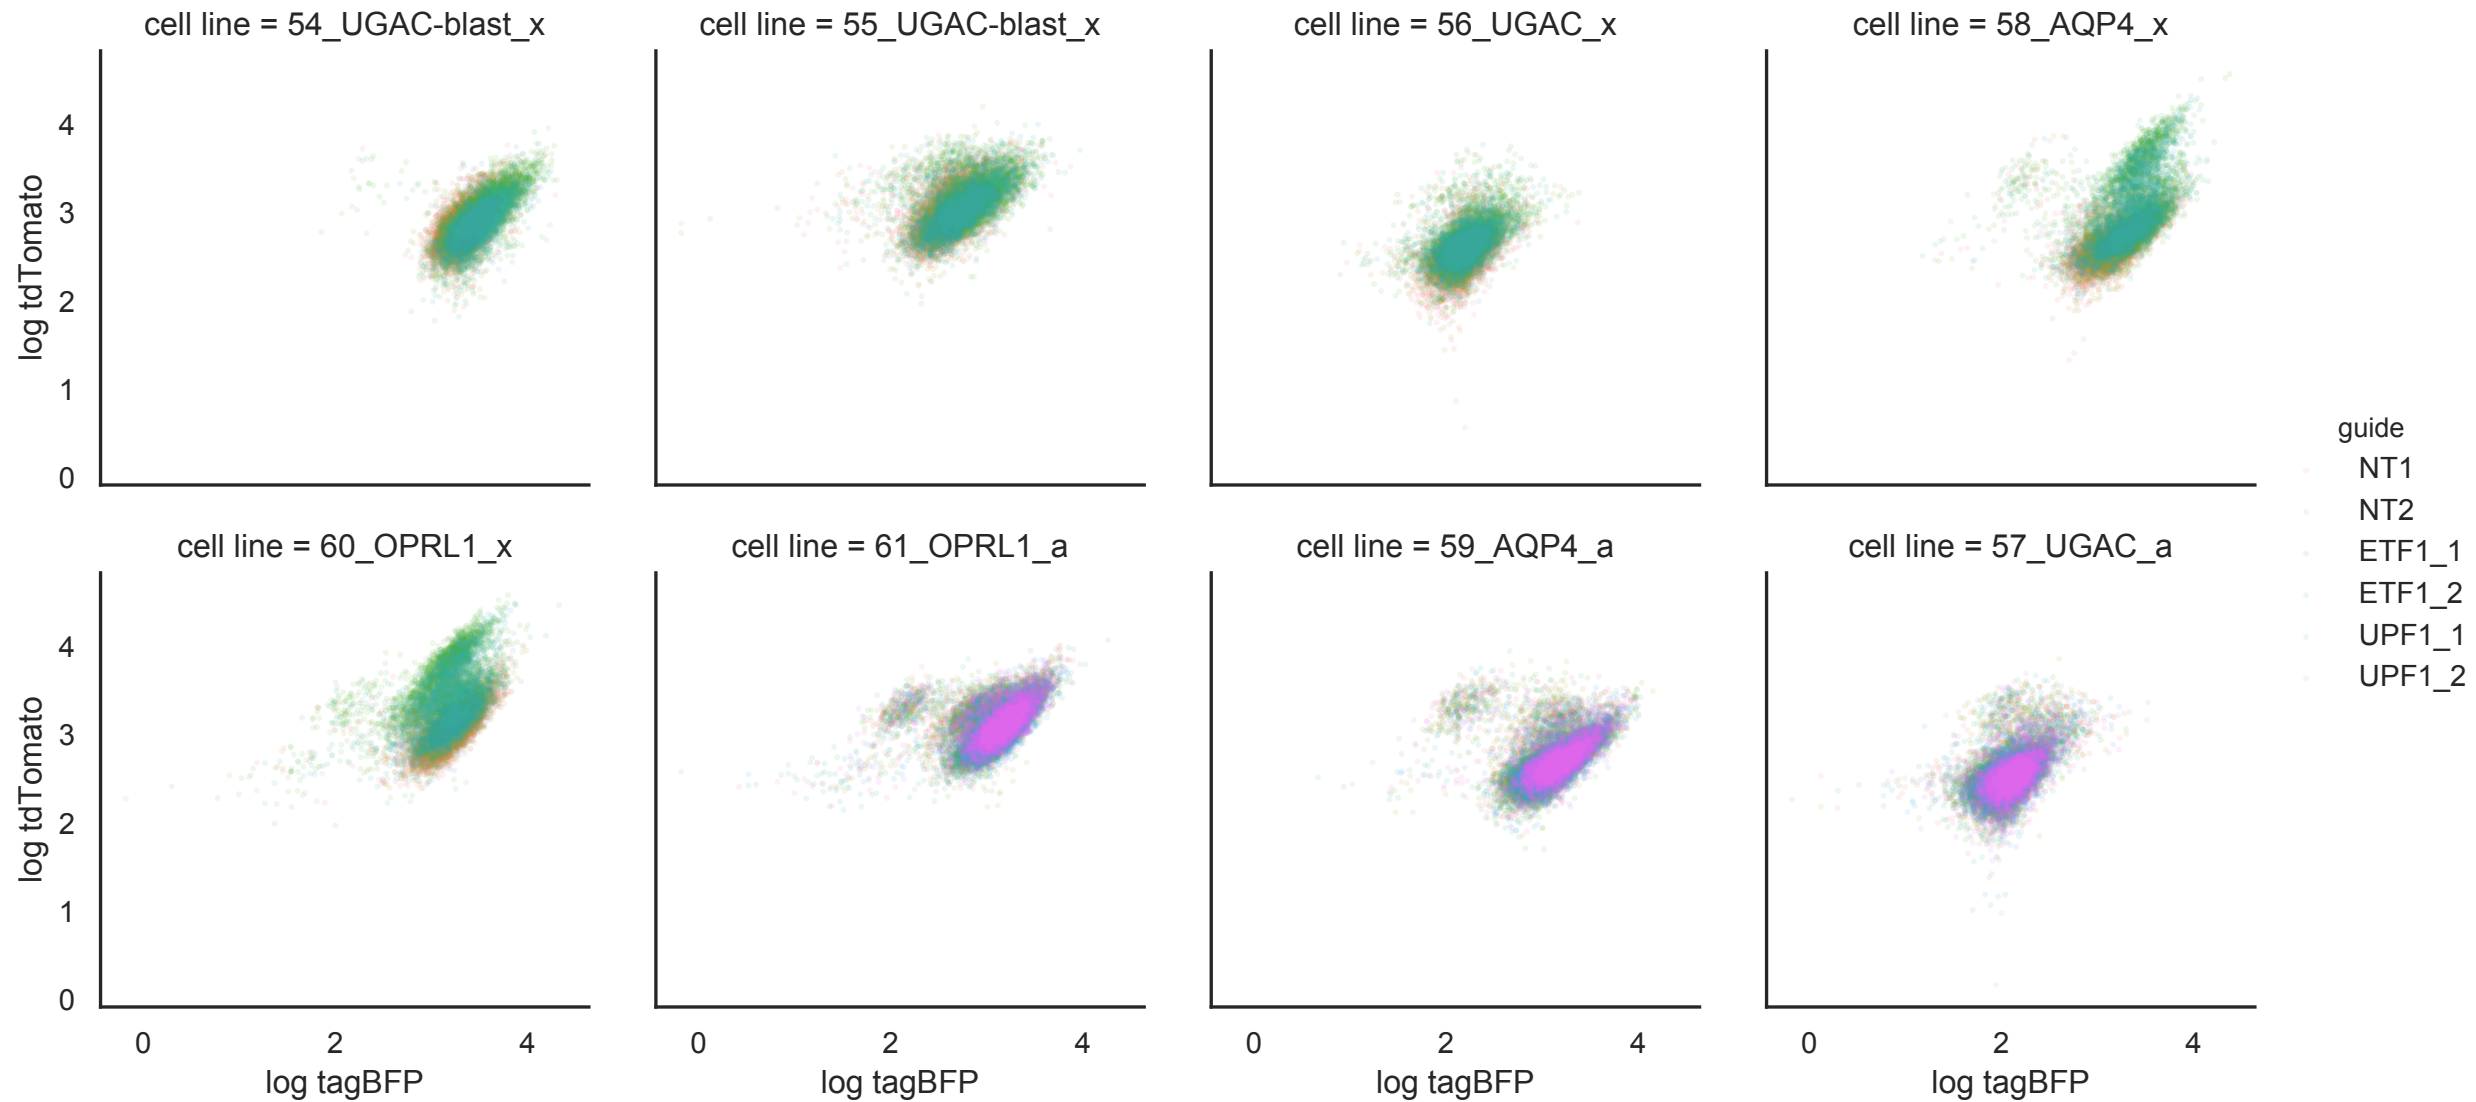 cell line = 54_UGAC-blast_x
cell line = 55_UGAC-blast_x
cell line = 56_UGAC_x
cell line = 58_AQP4_x
4
3
2
1
0
log tdTomato
cell line = 60_OPRL1_x
cell line = 61_OPRL1_a
cell line = 59_AQP4_a
cell line = 57_UGAC_a
4
3
2
1
0
log tdTomato
0 2 4
0 2 4
0 2 4
0 2 4
log tagBFP
log tagBFP
log tagBFP
log tagBFP
guide
NT1
NT2
ETF1_1
ETF1_2
UPF1_1
UPF1_2